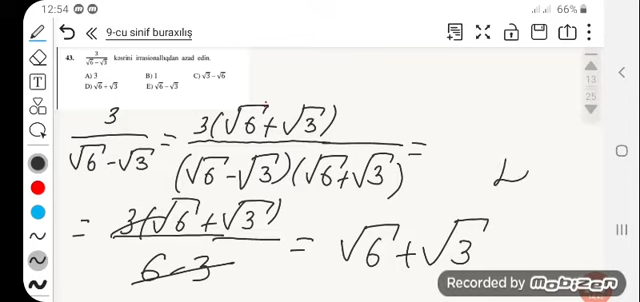 12:54 66%
9-cu sinif buraxılış
43. 3/(√6-√3) kəsrini irrasionallıqdan azad edin.
A) 3 B) 1 C) √3-√6
D) √6+√3 E) √6-√3
13
25
3/(√6-√3) = 3(√6+√3)/((√6-√3)(√6+√3)) =
= 3(√6+√3)/(6-3) = √6+√3
Recorded by mobizen